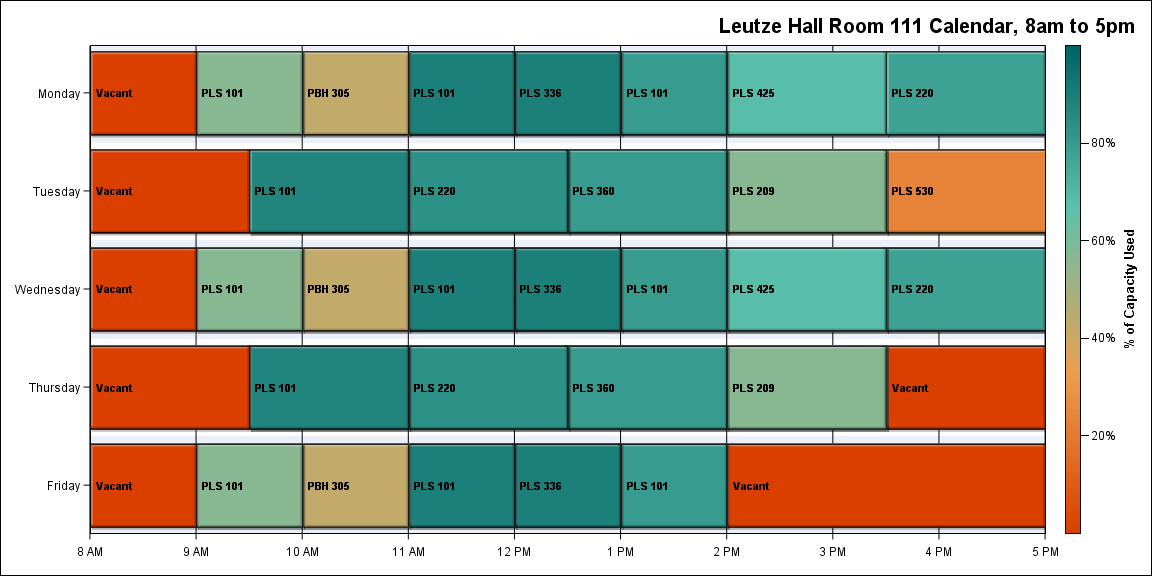 Leutze Hall Room 111 Calendar, 8am to 5pm
Monday
Vacant
PLS 101
PBH 305
PLS 101
PLS 336
PLS 101
PLS 425
PLS 220
Tuesday
Vacant
PLS 101
PLS 220
PLS 360
PLS 209
PLS 530
Wednesday
Vacant
PLS 101
PBH 305
PLS 101
PLS 336
PLS 101
PLS 425
PLS 220
Thursday
Vacant
PLS 101
PLS 220
PLS 360
PLS 209
Vacant
Friday
Vacant
PLS 101
PBH 305
PLS 101
PLS 336
PLS 101
Vacant
8 AM
9 AM
10 AM
11 AM
12 PM
1 PM
2 PM
3 PM
4 PM
5 PM
80%
60%
40%
20%
% of Capacity Used